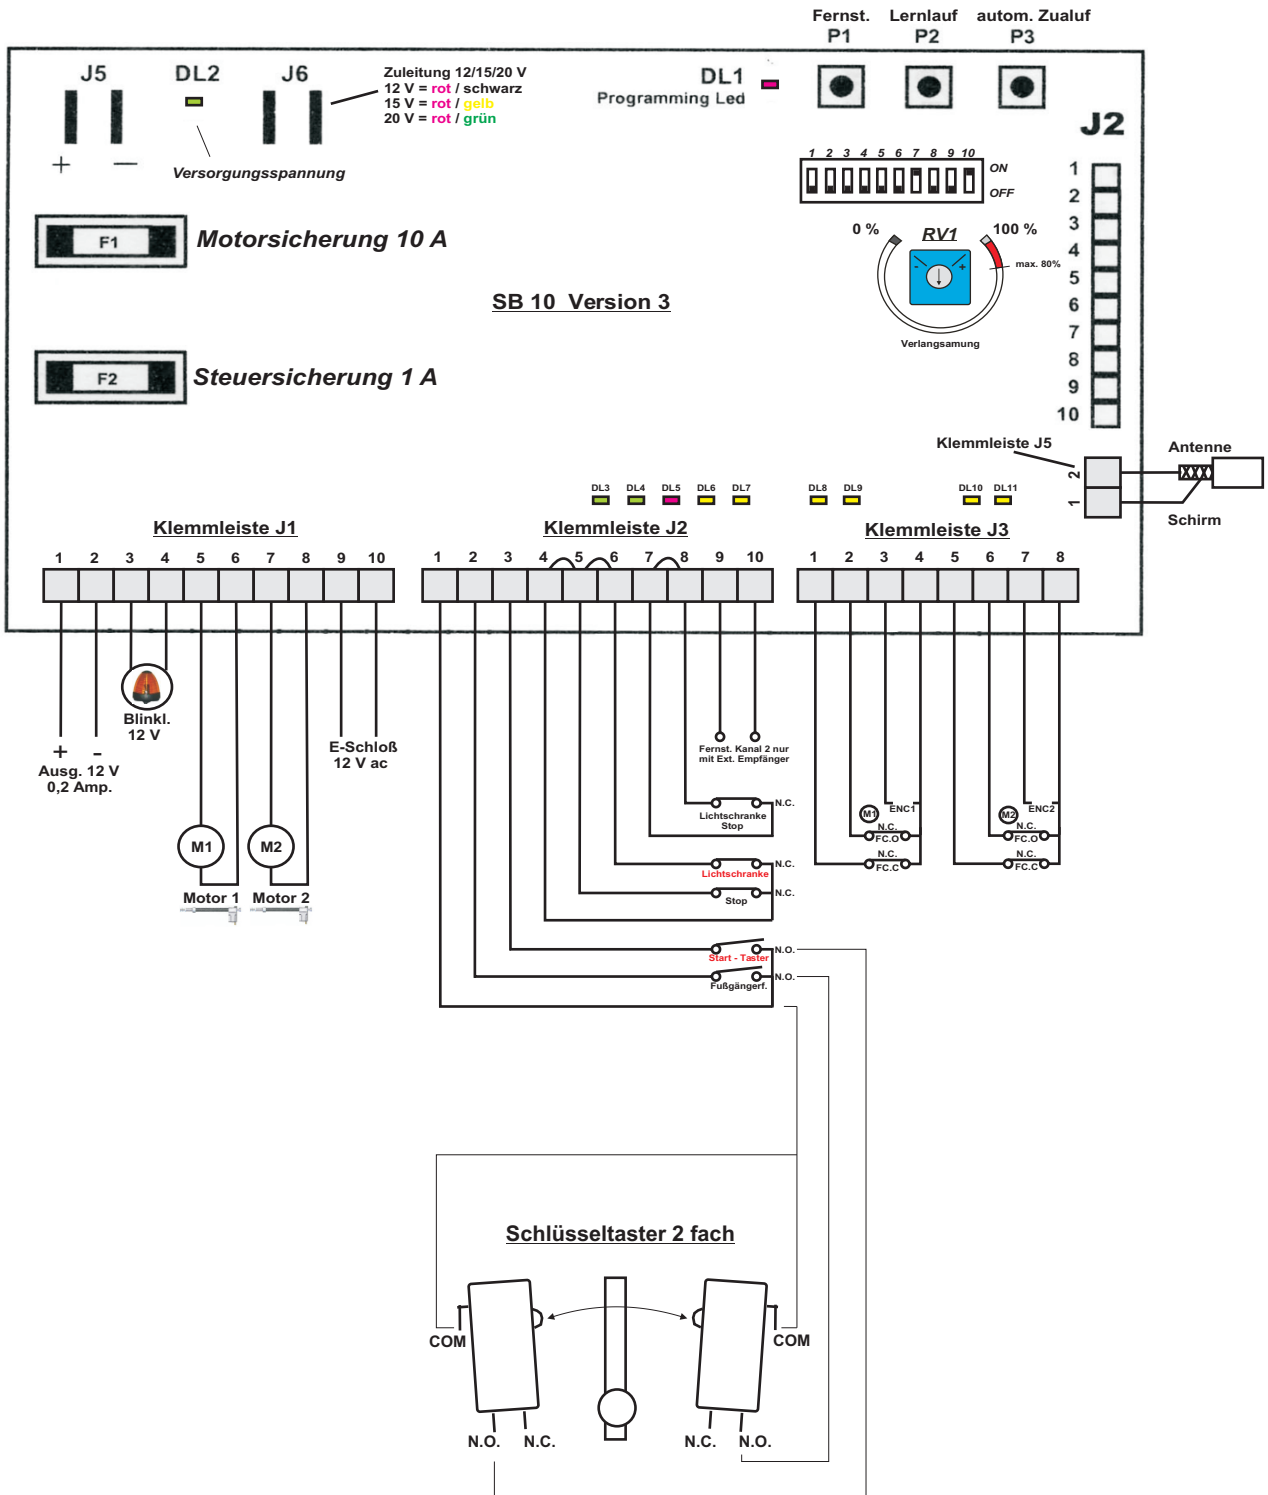 Fernst. Lernlauf autom. Zualuf
P1 P2 P3
J5 DL2 J6
Zuleitung 12/15/20 V
12 V = rot / schwarz
15 V = rot / gelb
20 V = rot / grün
DL1
Programming Led
J2
+ —
Versorgungsspannung
1 2 3 4 5 6 7 8 9 10
ON
OFF
1
2
3
4
5
6
7
8
9
10
F1 Motorsicherung 10 A
0 % RV1 100 %
- +
max. 80%
Verlangsamung
SB 10 Version 3
F2 Steuersicherung 1 A
Klemmleiste J5
2
1
Antenne
Schirm
DL3 DL4 DL5 DL6 DL7 DL8 DL9 DL10 DL11
Klemmleiste J1 Klemmleiste J2 Klemmleiste J3
1 2 3 4 5 6 7 8 9 10
1 2 3 4 5 6 7 8 9 10
1 2 3 4 5 6 7 8
+ -
Ausg. 12 V
0,2 Amp.
Blinkl.
12 V
E-Schloß
12 V ac
M1 M2
Motor 1 Motor 2
Fernst. Kanal 2 nur
mit Ext. Empfänger
N.C.
Lichtschranke
Stop
N.C.
Lichtschranke
N.C.
Stop
N.O.
Start - Taster
N.O.
Fußgängerf.
ENC1
M1
N.C.
FC.O
N.C.
FC.C
ENC2
M2
N.C.
FC.O
N.C.
FC.C
Schlüsseltaster 2 fach
COM COM
N.O. N.C. N.C. N.O.